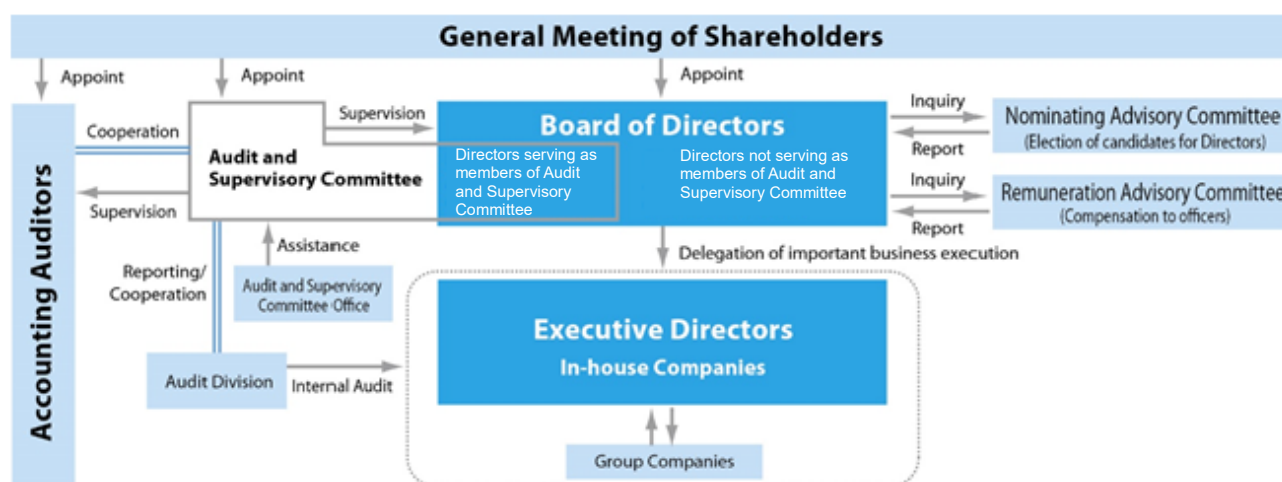 General Meeting of Shareholders
Appoint
Appoint
Appoint
Accounting Auditors
Cooperation
Supervision
Audit and
Supervisory Committee
Supervision
Board of Directors
Directors serving as
members of Audit
and Supervisory
Committee
Directors not serving as
members of Audit and
Supervisory Committee
Inquiry
Report
Nominating Advisory Committee
(Election of candidates for Directors)
Inquiry
Report
Remuneration Advisory Committee
(Compensation to officers)
Assistance
Audit and Supervisory
Committee Office
Reporting/
Cooperation
Delegation of important business execution
Audit Division
Internal Audit
Executive Directors
In-house Companies
Group Companies